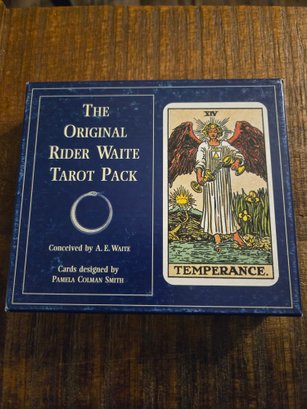 THE
ORIGINAL
RIDER WAITE
TAROT PACK
Conceived by A. E. WAITE
Cards designed by
PAMELA COLMAN SMITH
XIV
TEMPERANCE.